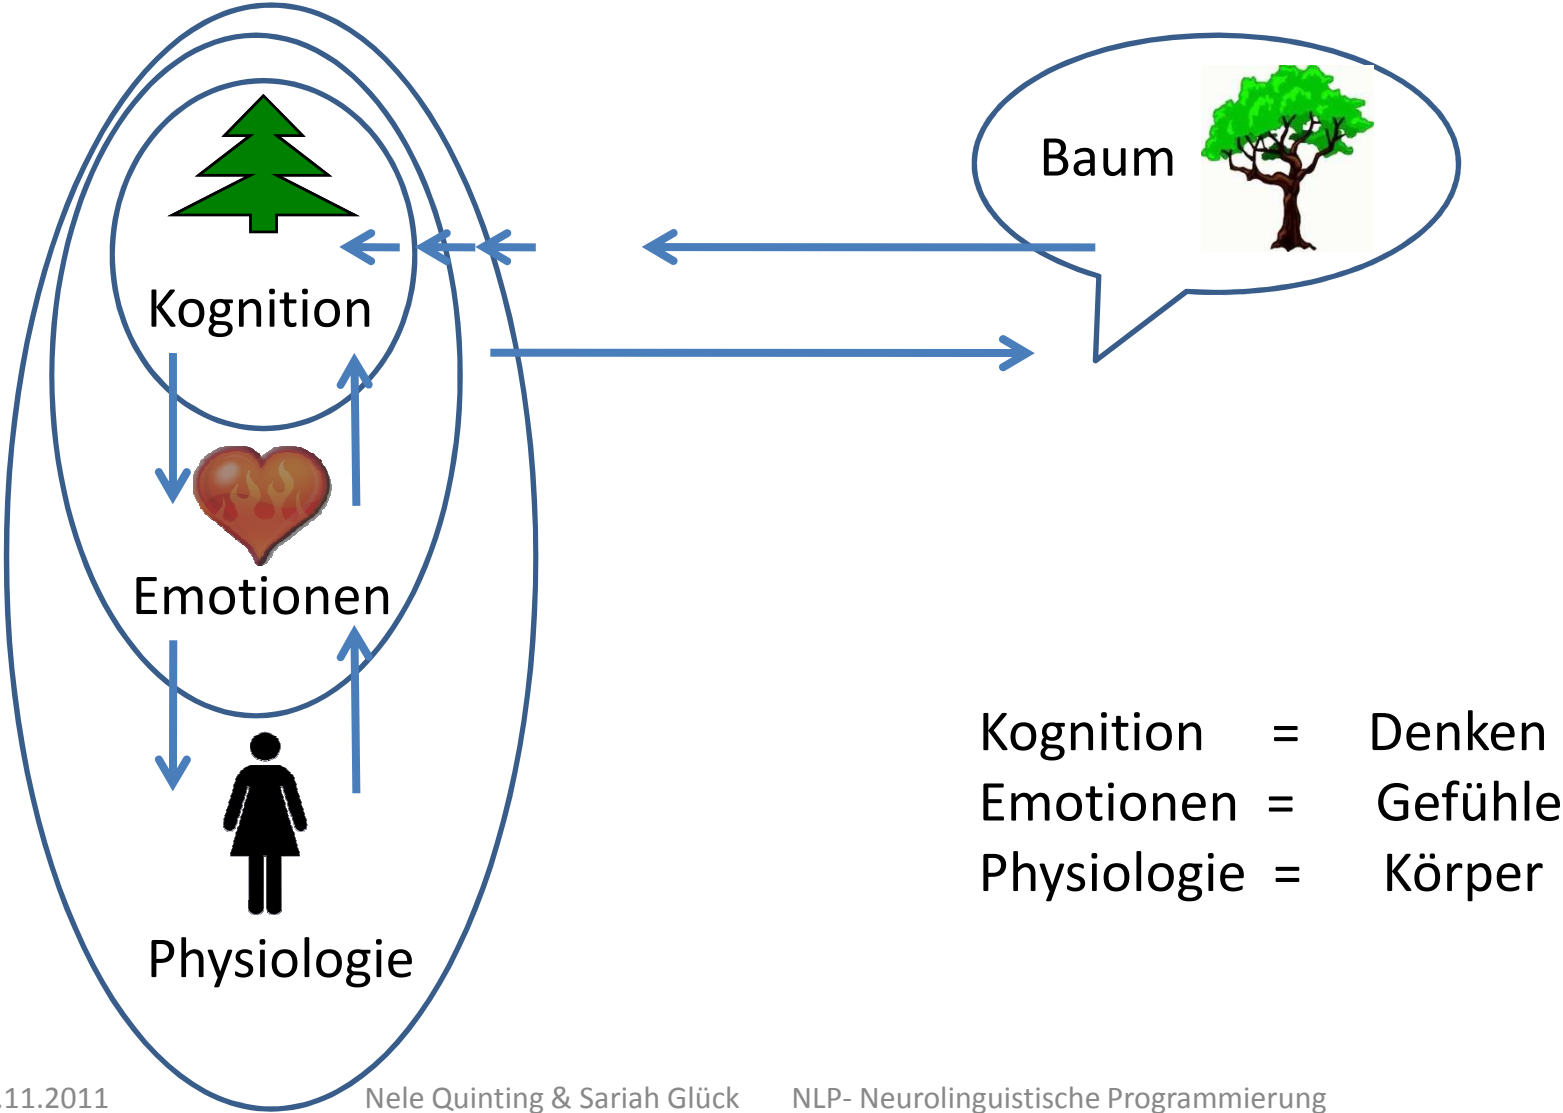 Baum
Kognition
Emotionen
Physiologie
Kognition = Denken
Emotionen = Gefühle
Physiologie = Körper
.11.2011 Nele Quinting & Sariah Glück NLP- Neurolinguistische Programmierung